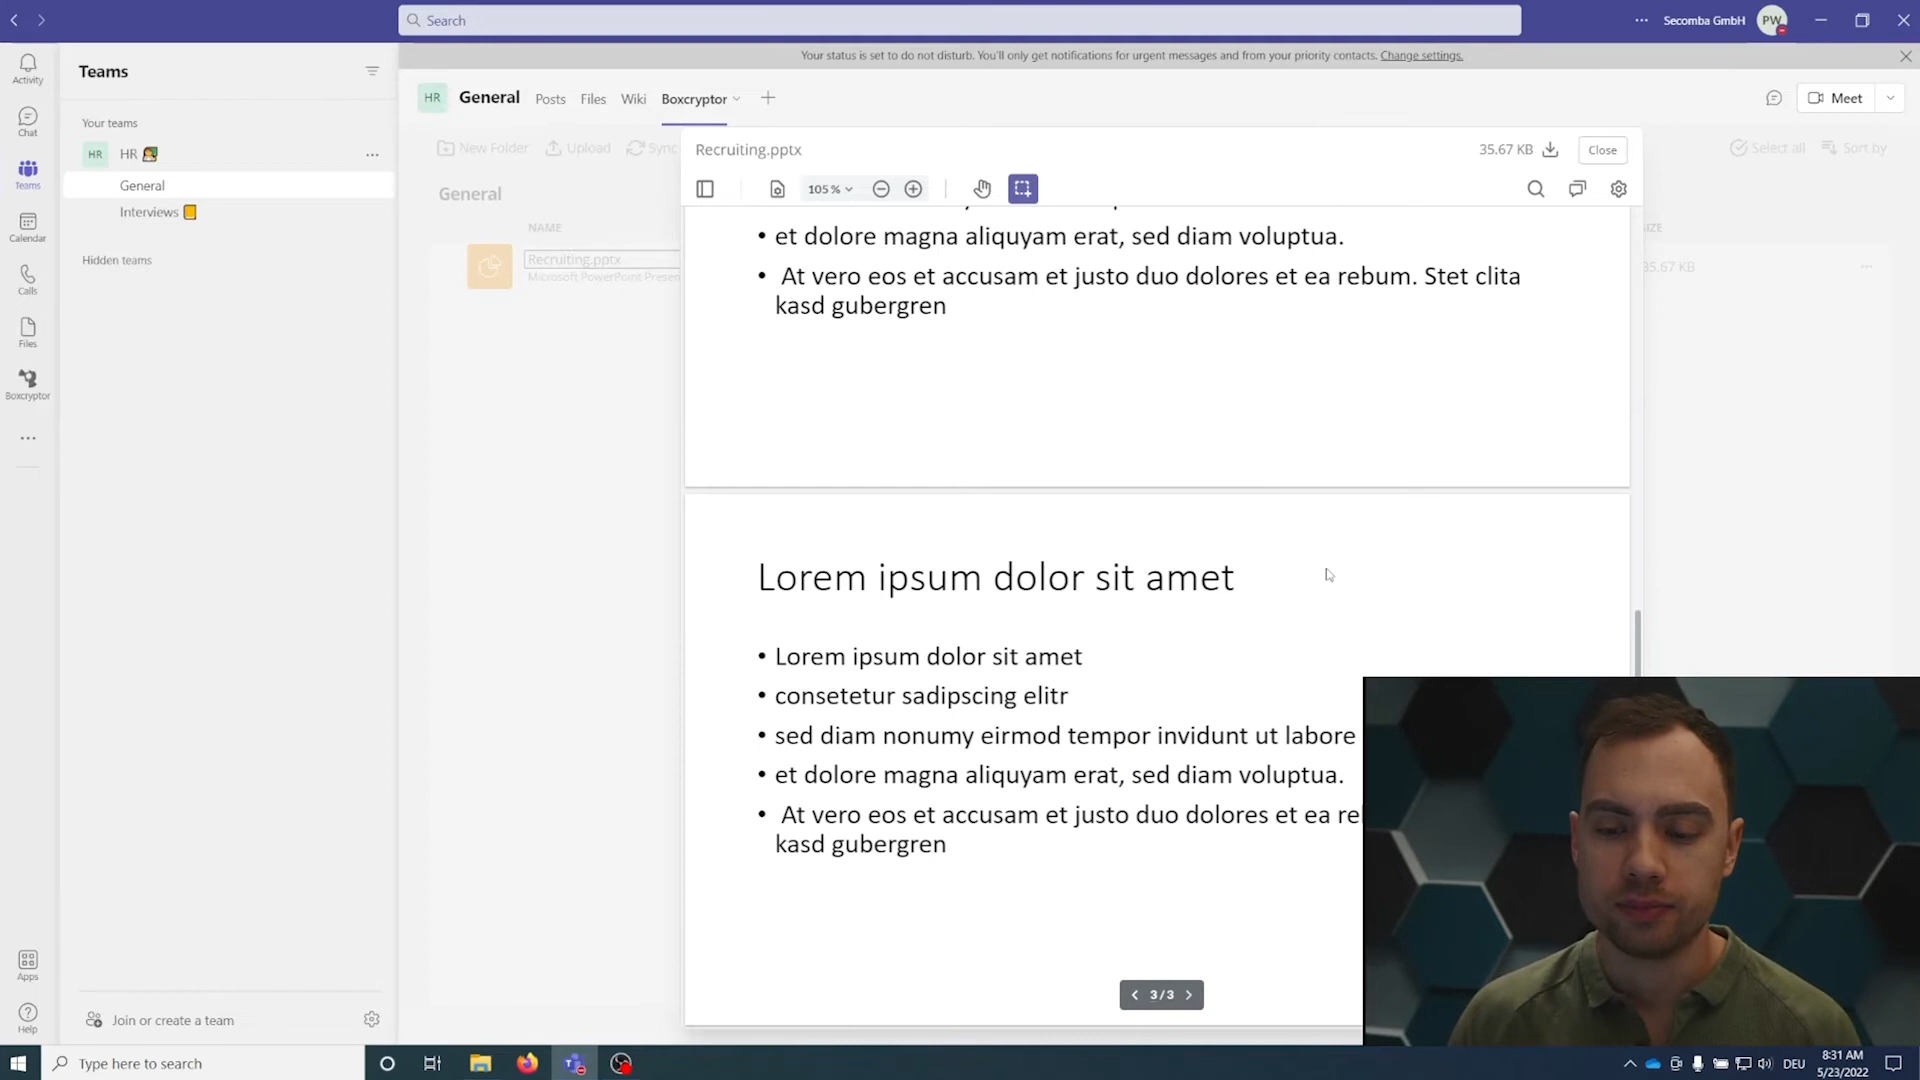 Search
Secomba GmbH
PW
Your status is set to do not disturb. You'll only get notifications for urgent messages and from your priority contacts. Change settings.
Activity
Chat
Teams
Calendar
Calls
Files
Boxcryptor
Apps
Help
Teams
Your teams
HR
HR
General
Interviews
Hidden teams
Join or create a team
HR
General
Posts
Files
Wiki
Boxcryptor
Meet
New Folder
Upload
Sync
Select all
Sort by
General
NAME
Recruiting.pptx
35.67 KB
Recruiting.pptx
35.67 KB
Close
105 %
• et dolore magna aliquyam erat, sed diam voluptua.
• At vero eos et accusam et justo duo dolores et ea rebum. Stet clita
kasd gubergren
Lorem ipsum dolor sit amet
• Lorem ipsum dolor sit amet
• consetetur sadipscing elitr
• sed diam nonumy eirmod tempor invidunt ut labore
• et dolore magna aliquyam erat, sed diam voluptua.
• At vero eos et accusam et justo duo dolores et ea re
kasd gubergren
3/3
Type here to search
DEU
8:31 AM
5/23/2022